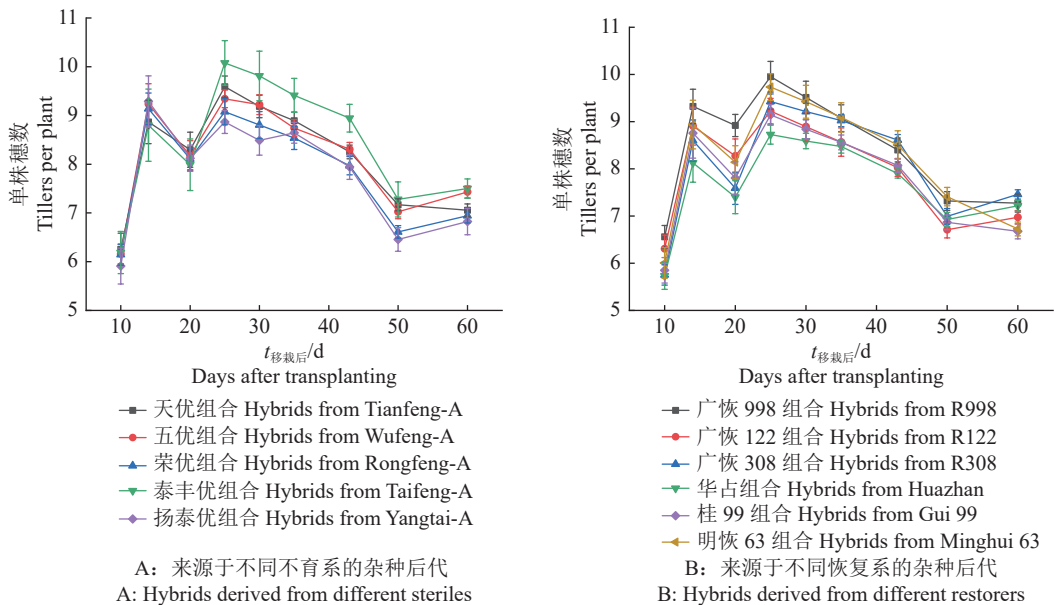 11
10
9
8
7
6
5
单株穗数
Tillers per plant
10
20
30
40
50
60
t移栽后/d
Days after transplanting
天优组合 Hybrids from Tianfeng-A
五优组合 Hybrids from Wufeng-A
荣优组合 Hybrids from Rongfeng-A
泰丰优组合 Hybrids from Taifeng-A
扬泰优组合 Hybrids from Yangtai-A
A：来源于不同不育系的杂种后代
A: Hybrids derived from different steriles
11
10
9
8
7
6
5
单株穗数
Tillers per plant
10
20
30
40
50
60
t移栽后/d
Days after transplanting
广恢 998 组合 Hybrids from R998
广恢 122 组合 Hybrids from R122
广恢 308 组合 Hybrids from R308
华占组合 Hybrids from Huazhan
桂 99 组合 Hybrids from Gui 99
明恢 63 组合 Hybrids from Minghui 63
B：来源于不同恢复系的杂种后代
B: Hybrids derived from different restorers